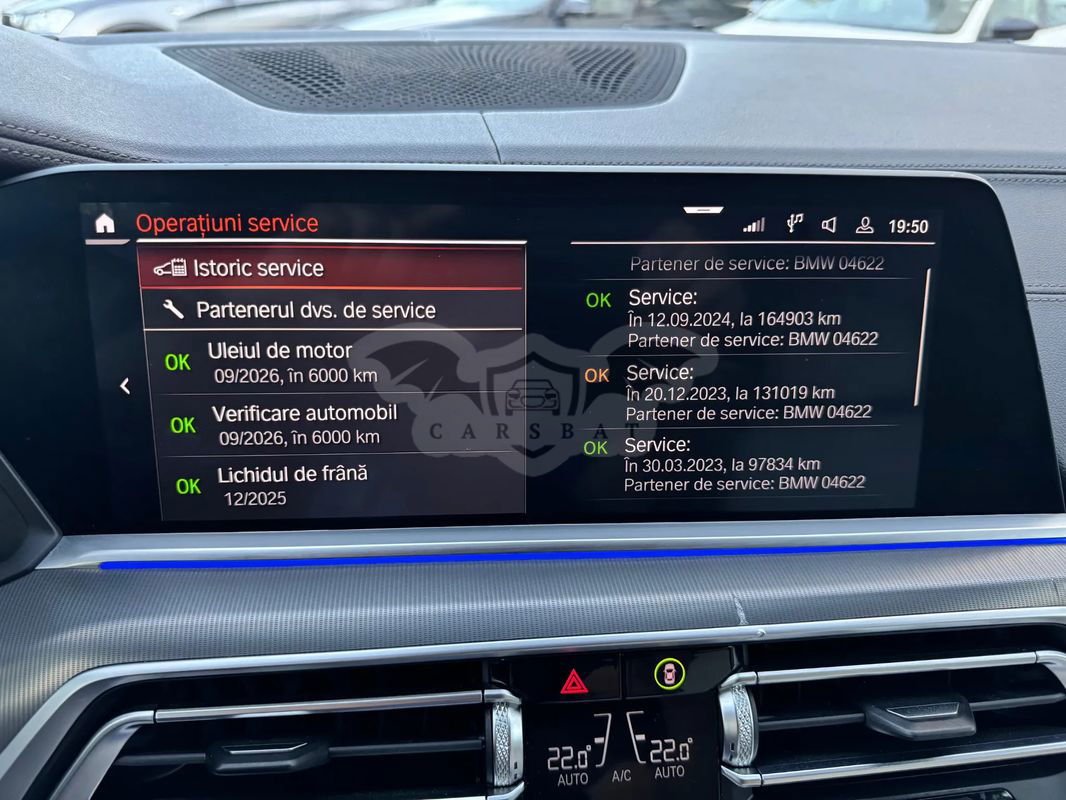 Operațiuni service
19:50
Istoric service
Partenerul dvs. de service
OK Uleiul de motor
09/2026, în 6000 km
OK Verificare automobil
09/2026, în 6000 km
OK Lichidul de frână
12/2025
Partener de service: BMW 04622
OK Service:
În 12.09.2024, la 164903 km
Partener de service: BMW 04622
OK Service:
În 20.12.2023, la 131019 km
Partener de service: BMW 04622
OK Service:
În 30.03.2023, la 97834 km
Partener de service: BMW 04622
CARSBAT
22.0° 22.0°
AUTO A/C AUTO